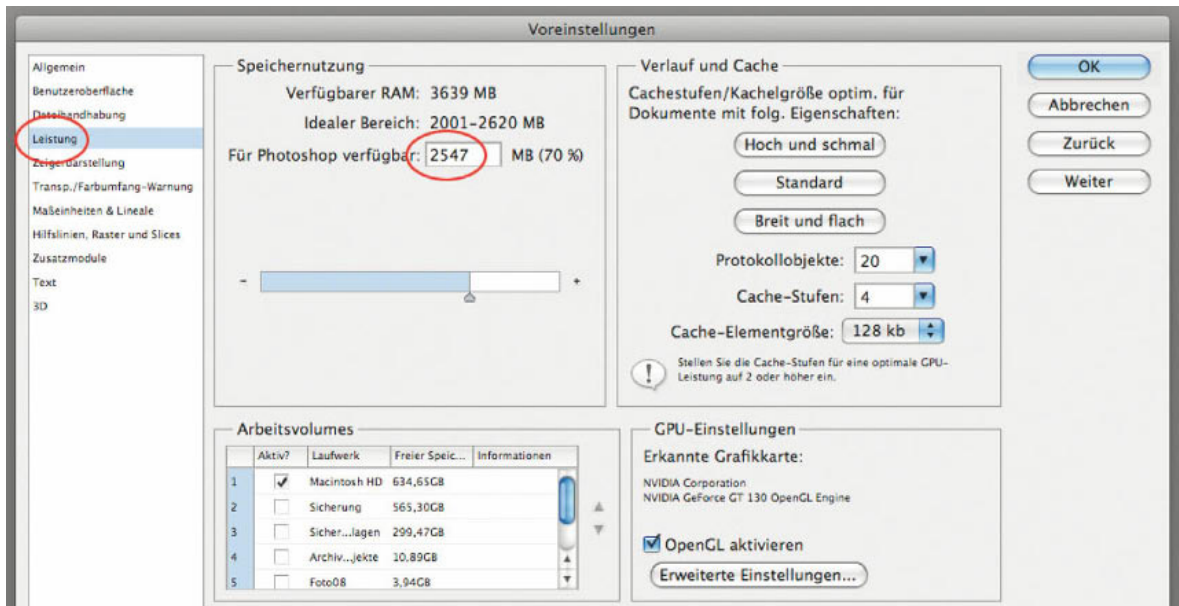 Voreinstellungen
Allgemein
Benutzeroberfläche
Dateihandhabung
Leistung
Zeigerdarstellung
Transp./Farbumfang-Warnung
Maßeinheiten & Lineale
Hilfslinien, Raster und Slices
Zusatzmodule
Text
3D
Speichernutzung
Verfügbarer RAM: 3639 MB
Idealer Bereich: 2001-2620 MB
Für Photoshop verfügbar: 2547 MB (70 %)
- +
Verlauf und Cache
Cachestufen/Kachelgröße optim. für
Dokumente mit folg. Eigenschaften:
Hoch und schmal
Standard
Breit und flach
Protokollobjekte: 20
Cache-Stufen: 4
Cache-Elementgröße: 128 kb
Stellen Sie die Cache-Stufen für eine optimale GPU-
Leistung auf 2 oder höher ein.
OK
Abbrechen
Zurück
Weiter
Arbeitsvolumes
Aktiv? Laufwerk Freier Speic... Informationen
1 Macintosh HD 634,65GB
2 Sicherung 565,30GB
3 Sicher...lagen 299,47GB
4 Archiv...jekte 10,89GB
5 Foto08 3,94GB
GPU-Einstellungen
Erkannte Grafikkarte:
NVIDIA Corporation
NVIDIA GeForce GT 130 OpenGL Engine
OpenGL aktivieren
Erweiterte Einstellungen...